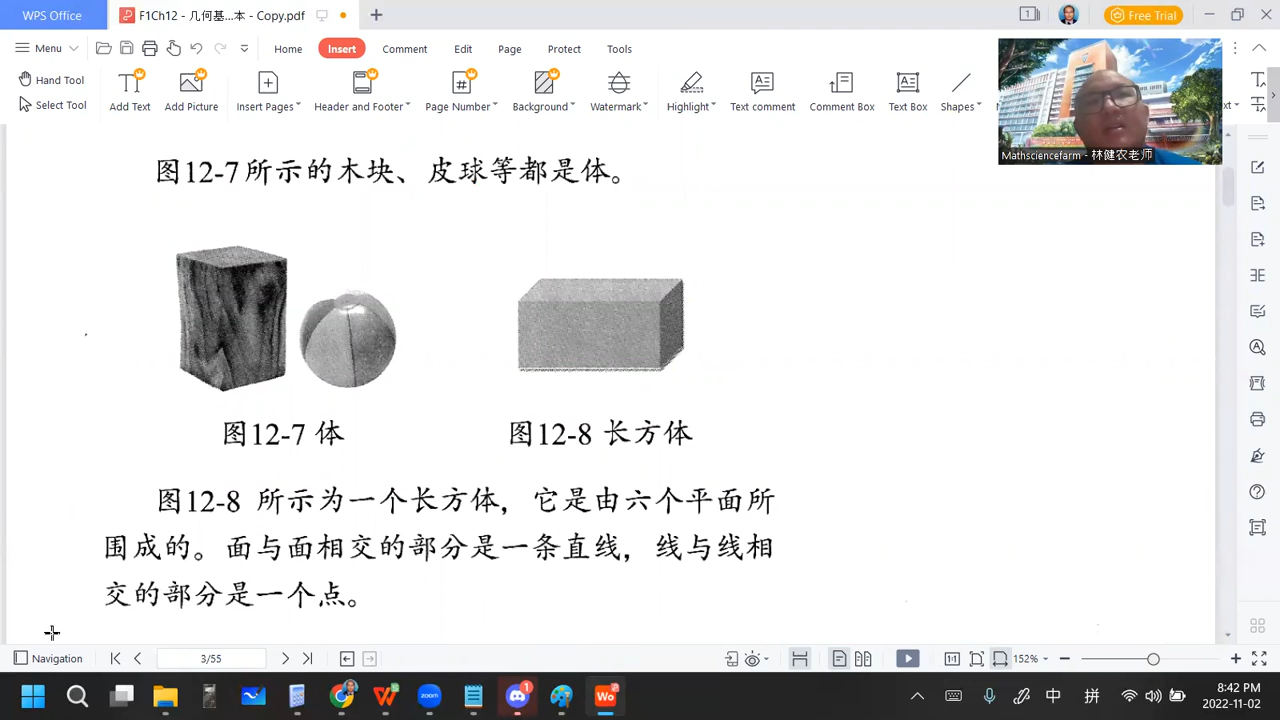 WPS Office
F1Ch12 - 几何基...本 - Copy.pdf
1
Free Trial
Menu
Home
Insert
Comment
Edit
Page
Protect
Tools
Hand Tool
Select Tool
Add Text
Add Picture
Insert Pages
Header and Footer
Page Number
Background
Watermark
Highlight
Text comment
Comment Box
Text Box
Shapes
Mathsciencefarm - 林健农老师
图12-7所示的木块、皮球等都是体。
图12-7 体
图12-8 长方体
图12-8 所示为一个长方体，它是由六个平面所
围成的。面与面相交的部分是一条直线，线与线相
交的部分是一个点。
Navigation
3/55
152%
zoom
1
Wo
中
拼
8:42 PM
2022-11-02